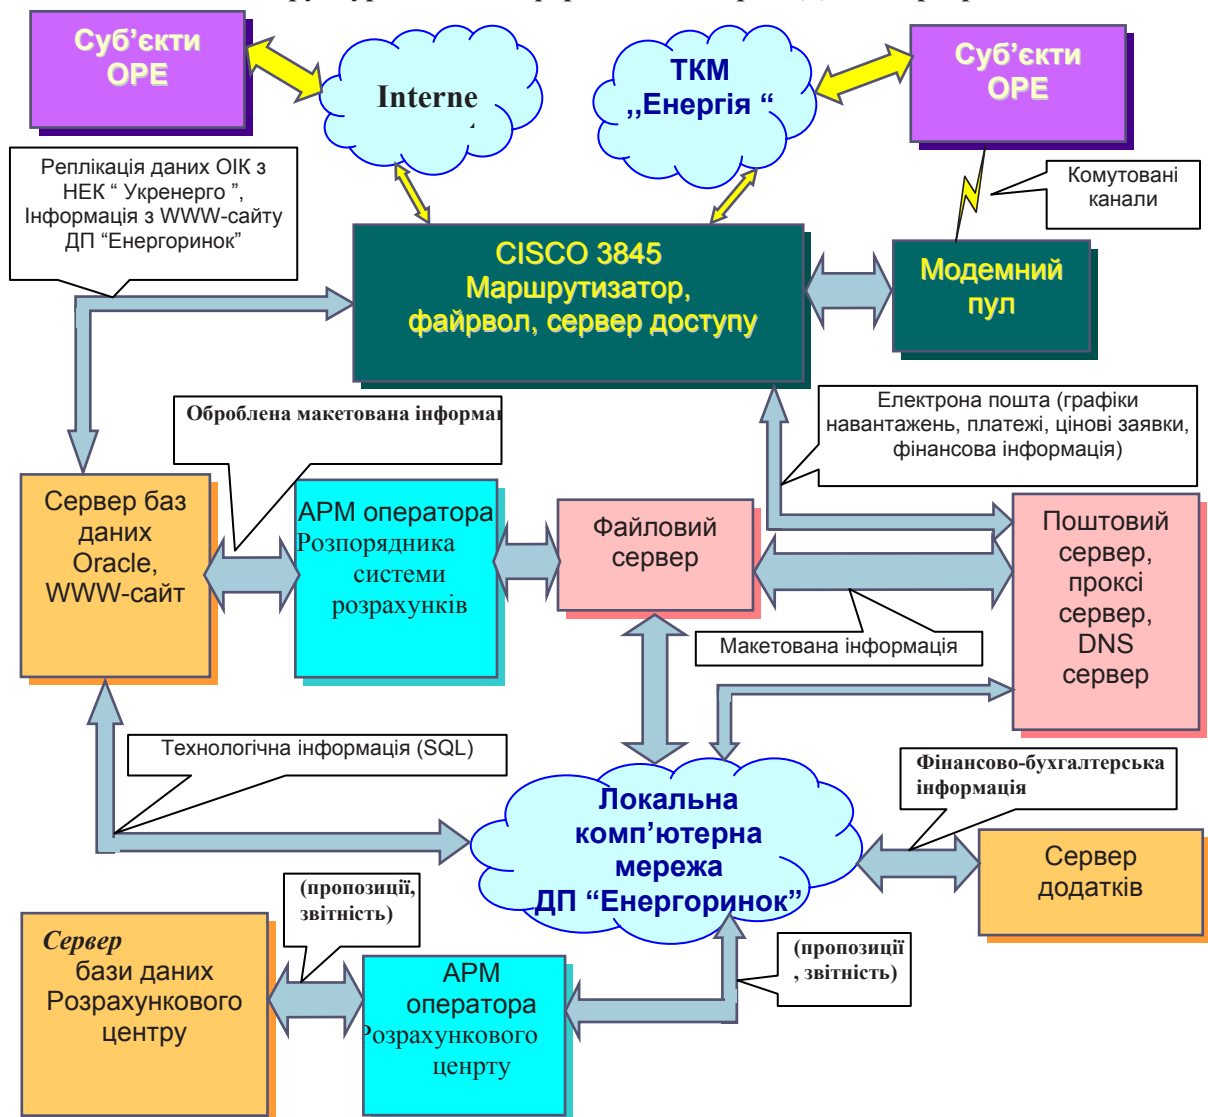 Суб’єкти
ОРЕ
Interne
ТКМ
,,Енергія “
Суб’єкти
ОРЕ
Реплікація даних ОІК з
НЕК “ Укренерго ”,
Інформація з WWW-сайту
ДП “Енергоринок”
Комутовані
канали
CISCO 3845
Маршрутизатор,
файрвол, сервер доступу
Модемний
пул
Оброблена макетована інформа
Електрона пошта (графіки
навантажень, платежі, цінові заявки,
фінансова інформація)
Сервер баз
даних
Oracle,
WWW-сайт
АРМ оператора
Розпорядника
системи
розрахунків
Файловий
сервер
Поштовий
сервер,
проксі
сервер,
DNS
сервер
Макетована інформація
Технологічна інформація (SQL)
Фінансово-бухгалтерська
інформація
Локальна
комп’ютерна
мережа
ДП “Енергоринок”
Сервер
додатків
(пропозиції,
звітність)
(пропозиції
, звітність)
Сервер
бази даних
Розрахункового
центру
АРМ
оператора
Розрахункового
ценрту